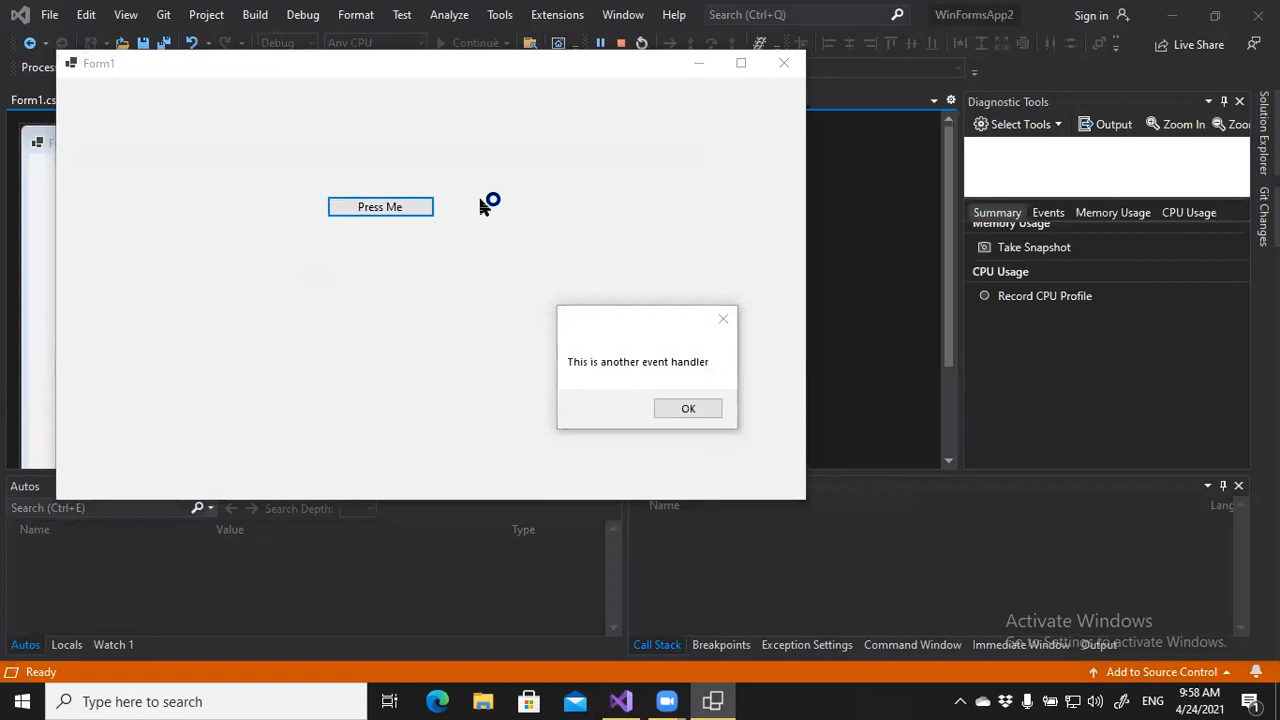 File Edit View Git Project Build Debug Test Analyze Tools Extensions Window Help Search (Ctrl+Q) WinFormsApp2 Sign in
Debug Any CPU Continue Live Share
Form1
Form1.cs
Press Me
This is another event handler
OK
Diagnostic Tools
Select Tools Output Zoom In
Summary Events Memory Usage CPU Usage
Memory Usage
Take Snapshot
CPU Usage
Record CPU Profile
Solution Explorer
Git Changes
Autos
Search (Ctrl+E) Search Depth:
Name Value Type
Name
Autos Locals Watch 1
Call Stack Breakpoints Exception Settings Command Window Immediate Window Output
Activate Windows
Go to Settings to activate Windows.
Ready
Add to Source Control
Type here to search
ENG
9:58 AM
4/24/2021
1